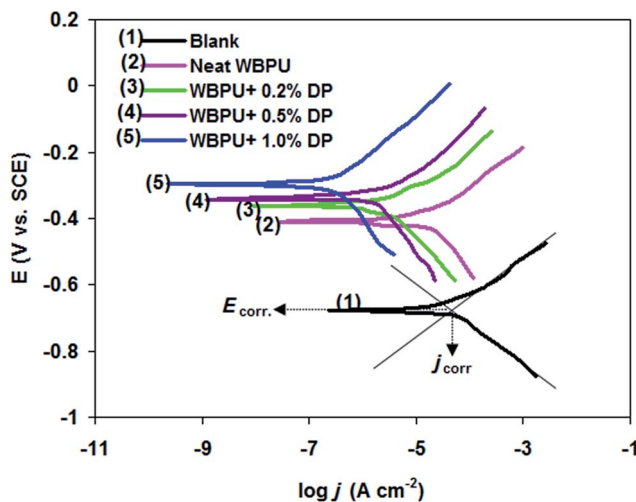 0.2
0
-0.2
-0.4
-0.6
-0.8
-1
E (V vs. SCE)
(1) Blank
(2) Neat WBPU
(3) WBPU+ 0.2% DP
(4) WBPU+ 0.5% DP
(5) WBPU+ 1.0% DP
(5)
(4)
(3)
(2)
(1)
E corr.
j corr
-11 -9 -7 -5 -3 -1
log j (A cm-2)